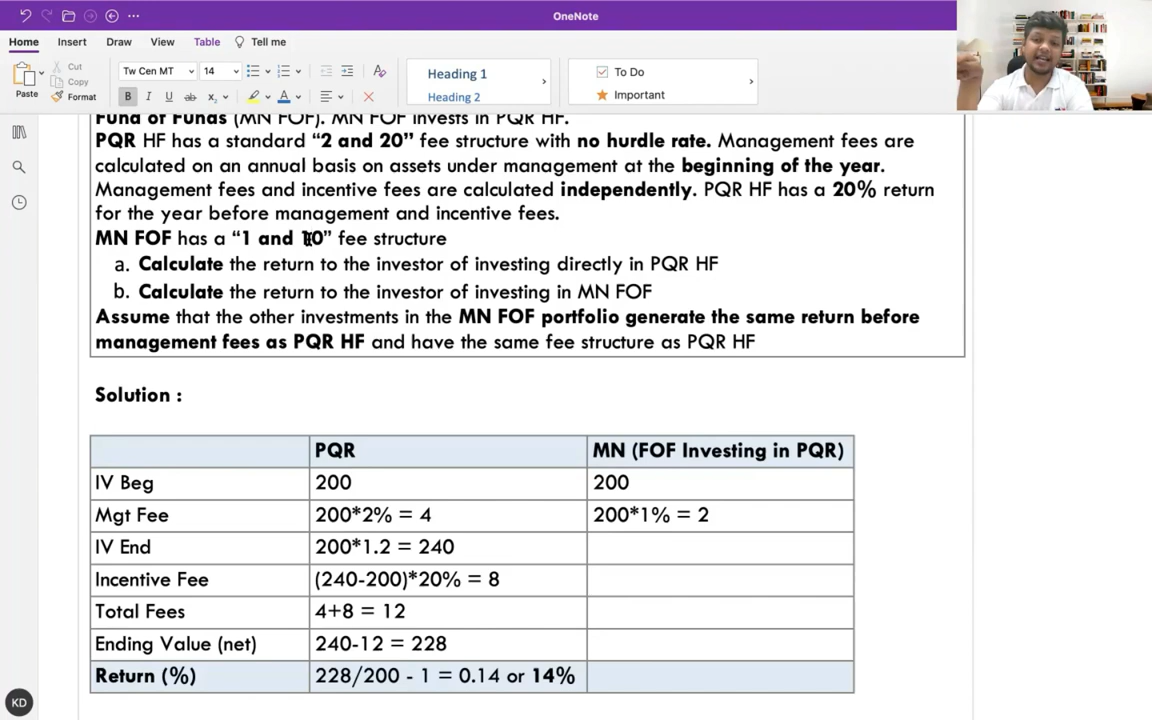 OneNote
Home Insert Draw View Table Tell me
Paste
Cut
Copy
Format
Tw Cen MT 14
B I U ab x₂ A
Heading 1
Heading 2
To Do
Important
Fund of Funds (MN FOF). MN FOF invests in PQR HF.
PQR HF has a standard “2 and 20” fee structure with no hurdle rate. Management fees are
calculated on an annual basis on assets under management at the beginning of the year.
Management fees and incentive fees are calculated independently. PQR HF has a 20% return
for the year before management and incentive fees.
MN FOF has a “1 and 10” fee structure
a. Calculate the return to the investor of investing directly in PQR HF
b. Calculate the return to the investor of investing in MN FOF
Assume that the other investments in the MN FOF portfolio generate the same return before
management fees as PQR HF and have the same fee structure as PQR HF
Solution :
PQR MN (FOF Investing in PQR)
IV Beg 200 200
Mgt Fee 200*2% = 4 200*1% = 2
IV End 200*1.2 = 240
Incentive Fee (240-200)*20% = 8
Total Fees 4+8 = 12
Ending Value (net) 240-12 = 228
Return (%) 228/200 - 1 = 0.14 or 14%
KD